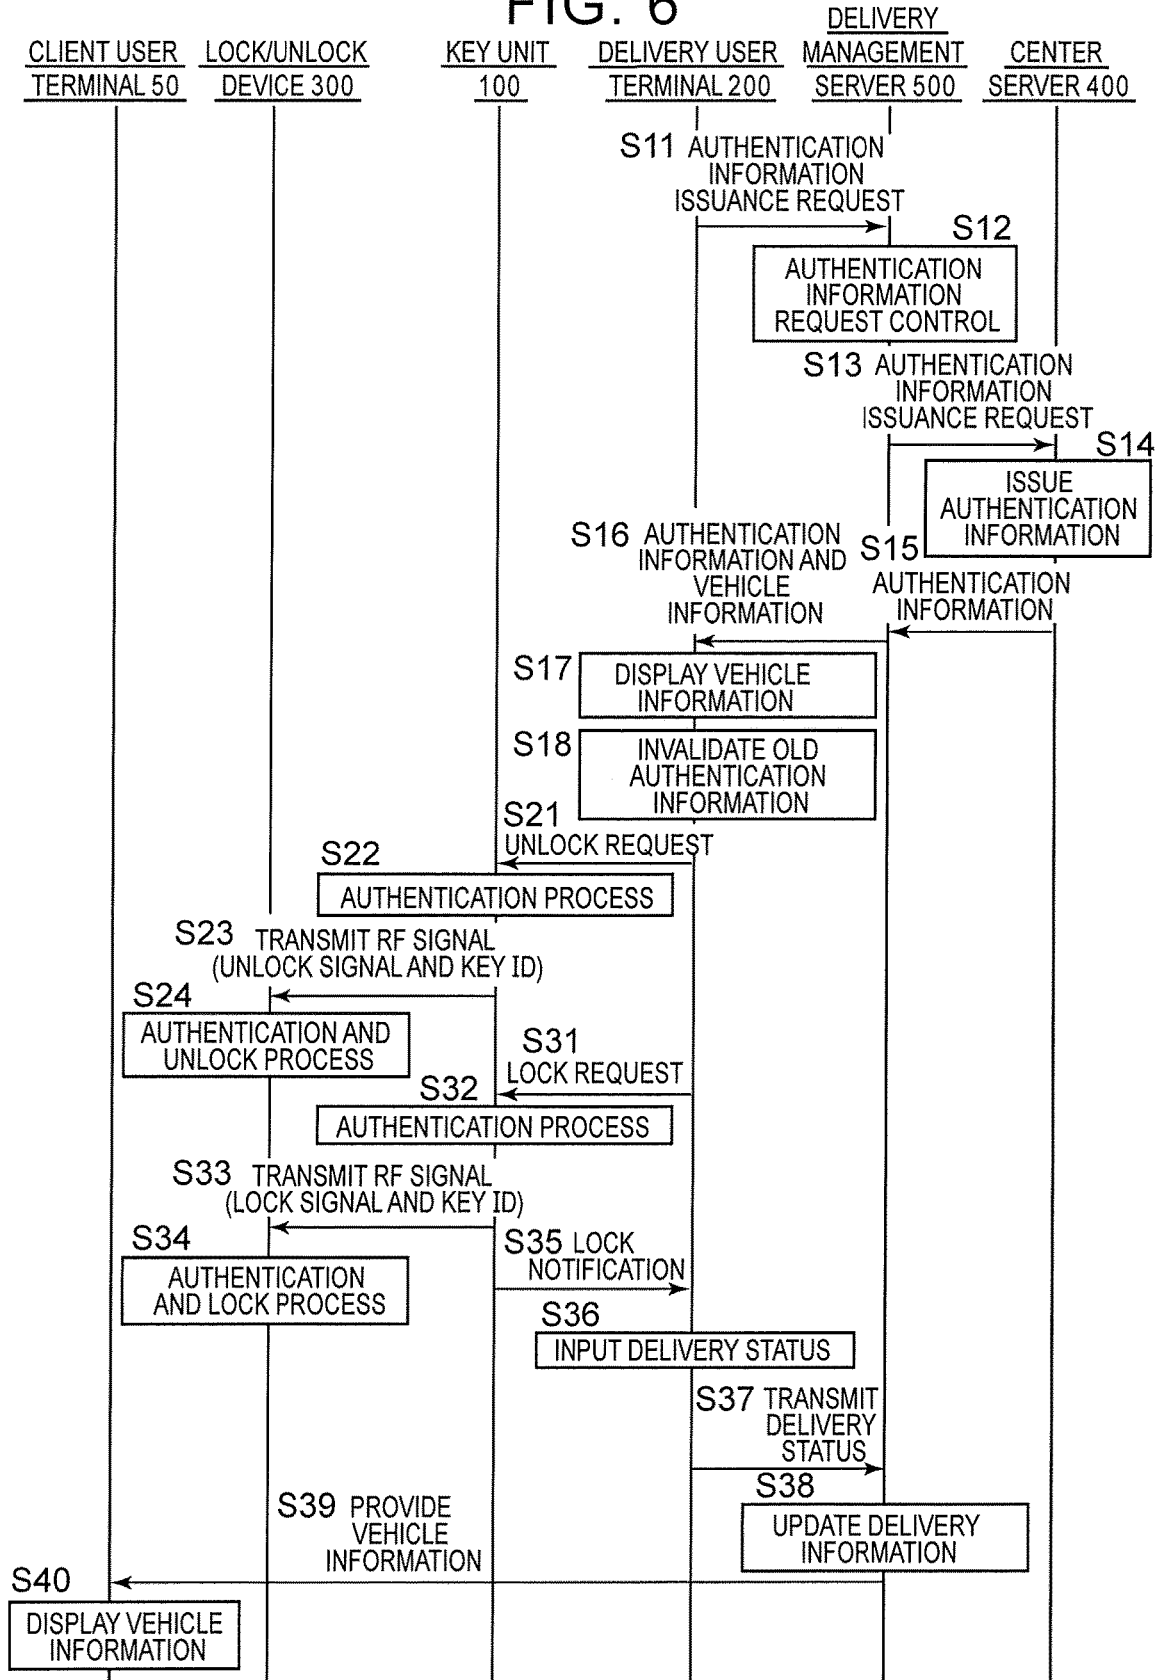 FIG. 6
CLIENT USER
TERMINAL 50
LOCK/UNLOCK
DEVICE 300
KEY UNIT
100
DELIVERY USER
TERMINAL 200
DELIVERY
MANAGEMENT
SERVER 500
CENTER
SERVER 400
S11 AUTHENTICATION
INFORMATION
ISSUANCE REQUEST
S12
AUTHENTICATION
INFORMATION
REQUEST CONTROL
S13 AUTHENTICATION
INFORMATION
ISSUANCE REQUEST
S14
ISSUE
AUTHENTICATION
INFORMATION
S15
AUTHENTICATION
INFORMATION
S16 AUTHENTICATION
INFORMATION AND
VEHICLE
INFORMATION
S17
DISPLAY VEHICLE
INFORMATION
S18
INVALIDATE OLD
AUTHENTICATION
INFORMATION
S21
UNLOCK REQUEST
S22
AUTHENTICATION PROCESS
S23 TRANSMIT RF SIGNAL
(UNLOCK SIGNAL AND KEY ID)
S24
AUTHENTICATION AND
UNLOCK PROCESS
S31
LOCK REQUEST
S32
AUTHENTICATION PROCESS
S33 TRANSMIT RF SIGNAL
(LOCK SIGNAL AND KEY ID)
S34
AUTHENTICATION
AND LOCK PROCESS
S35 LOCK
NOTIFICATION
S36
INPUT DELIVERY STATUS
S37 TRANSMIT
DELIVERY
STATUS
S38
UPDATE DELIVERY
INFORMATION
S39 PROVIDE
VEHICLE
INFORMATION
S40
DISPLAY VEHICLE
INFORMATION